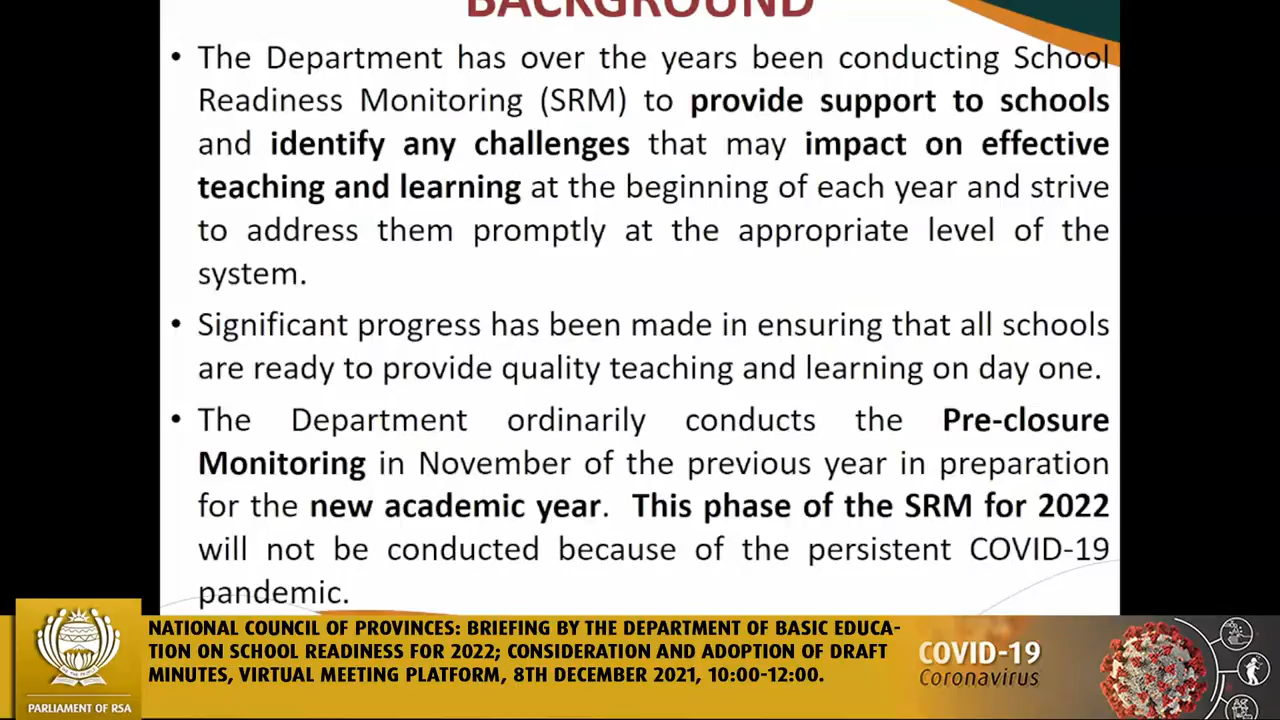 BACKGROUND
• The Department has over the years been conducting School
Readiness Monitoring (SRM) to provide support to schools
and identify any challenges that may impact on effective
teaching and learning at the beginning of each year and strive
to address them promptly at the appropriate level of the
system.
• Significant progress has been made in ensuring that all schools
are ready to provide quality teaching and learning on day one.
• The Department ordinarily conducts the Pre-closure
Monitoring in November of the previous year in preparation
for the new academic year. This phase of the SRM for 2022
will not be conducted because of the persistent COVID-19
pandemic.
NATIONAL COUNCIL OF PROVINCES: BRIEFING BY THE DEPARTMENT OF BASIC EDUCA-
TION ON SCHOOL READINESS FOR 2022; CONSIDERATION AND ADOPTION OF DRAFT
MINUTES, VIRTUAL MEETING PLATFORM, 8TH DECEMBER 2021, 10:00-12:00.
PARLIAMENT OF RSA
COVID-19
Coronavirus